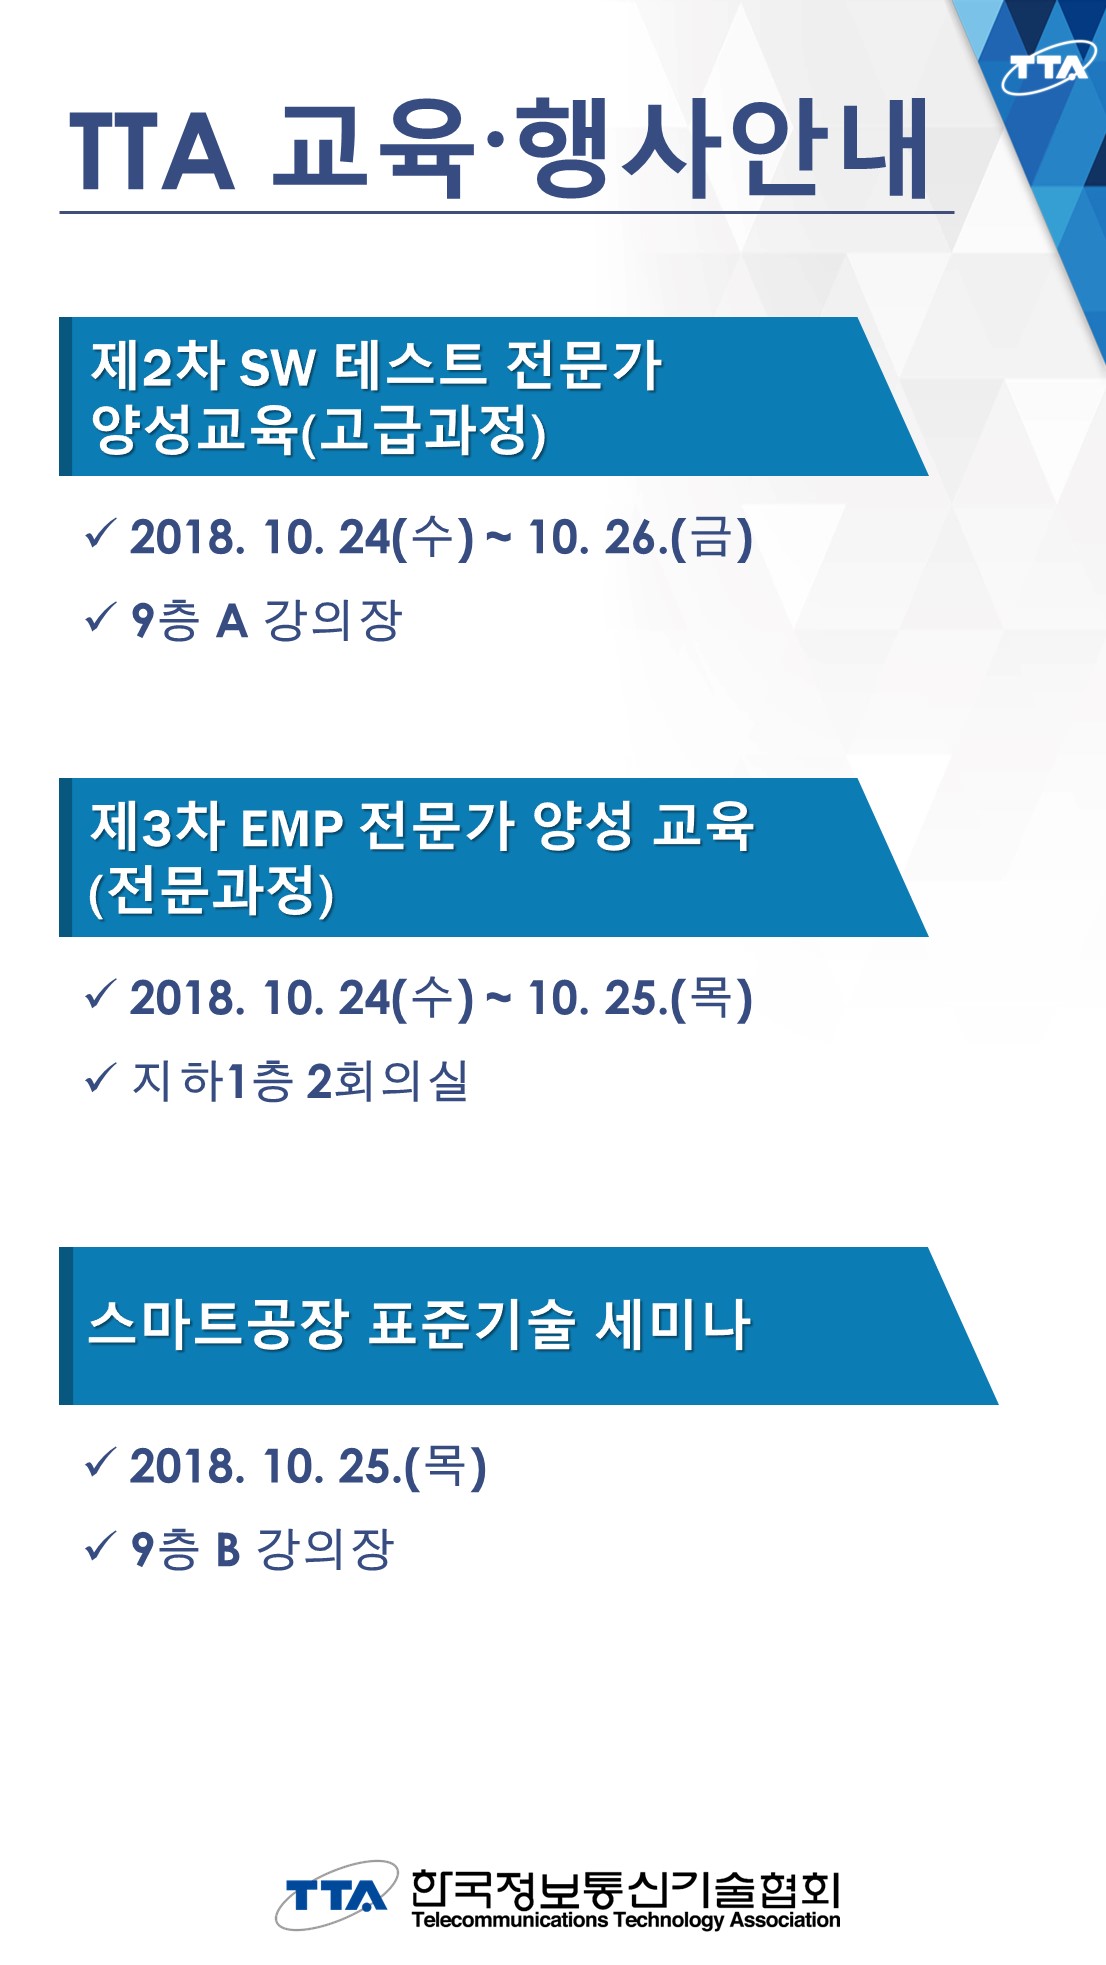 TTA
TTA 교육·행사안내
제2차 SW 테스트 전문가
양성교육(고급과정)
✓ 2018. 10. 24(수) ~ 10. 26.(금)
✓ 9층 A 강의장
제3차 EMP 전문가 양성 교육
(전문과정)
✓ 2018. 10. 24(수) ~ 10. 25.(목)
✓ 지하1층 2회의실
스마트공장 표준기술 세미나
✓ 2018. 10. 25.(목)
✓ 9층 B 강의장
TTA 한국정보통신기술협회
Telecommunications Technology Association